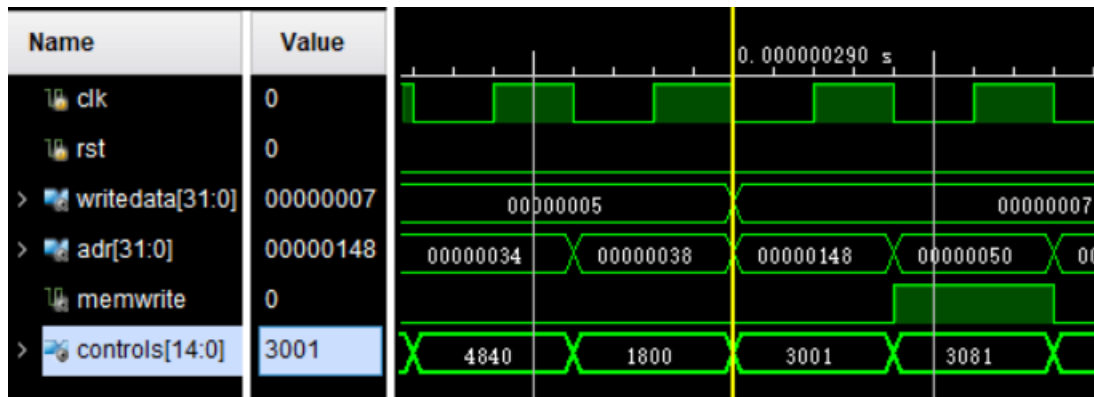 Name Value 0.000000290 s
clk 0
rst 0
writedata[31:0] 00000007 00000005 00000007
adr[31:0] 00000148 00000034 00000038 00000148 00000050
memwrite 0
controls[14:0] 3001 4840 1800 3001 3081